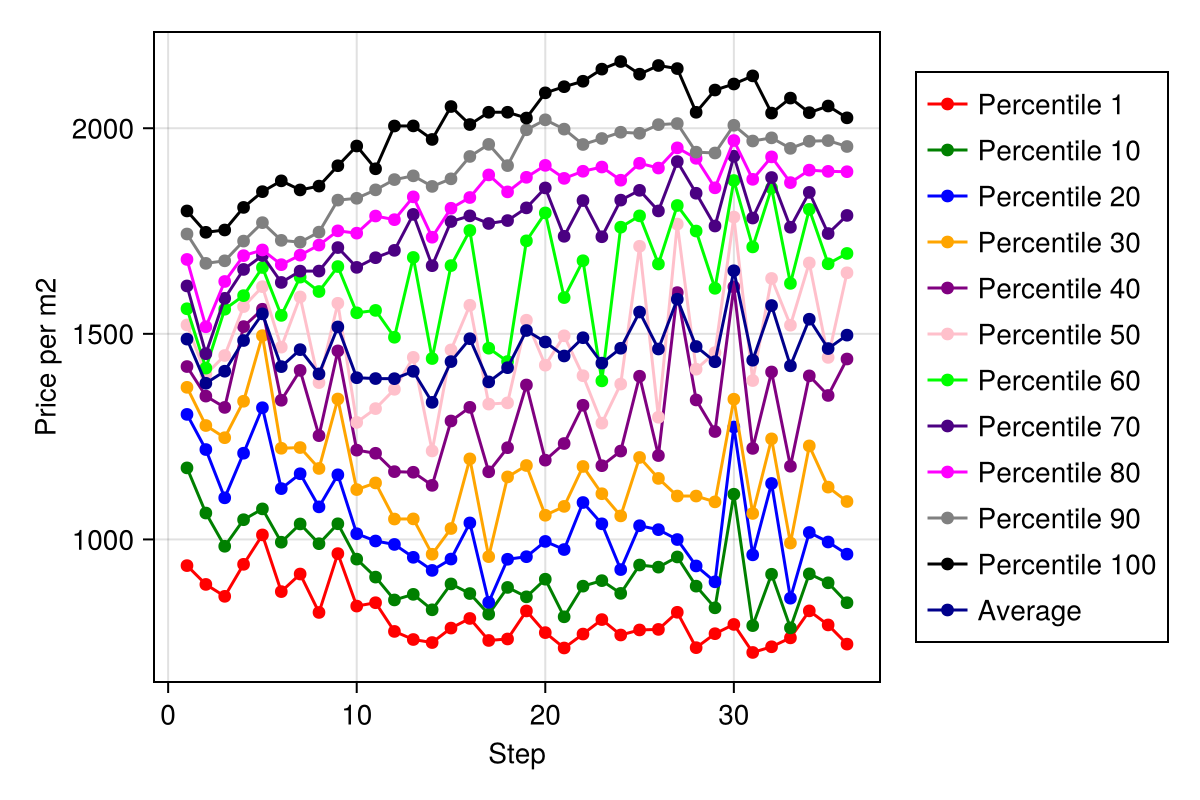 2000
1500
1000
Price per m2
0
10
20
30
Step
Percentile 1
Percentile 10
Percentile 20
Percentile 30
Percentile 40
Percentile 50
Percentile 60
Percentile 70
Percentile 80
Percentile 90
Percentile 100
Average